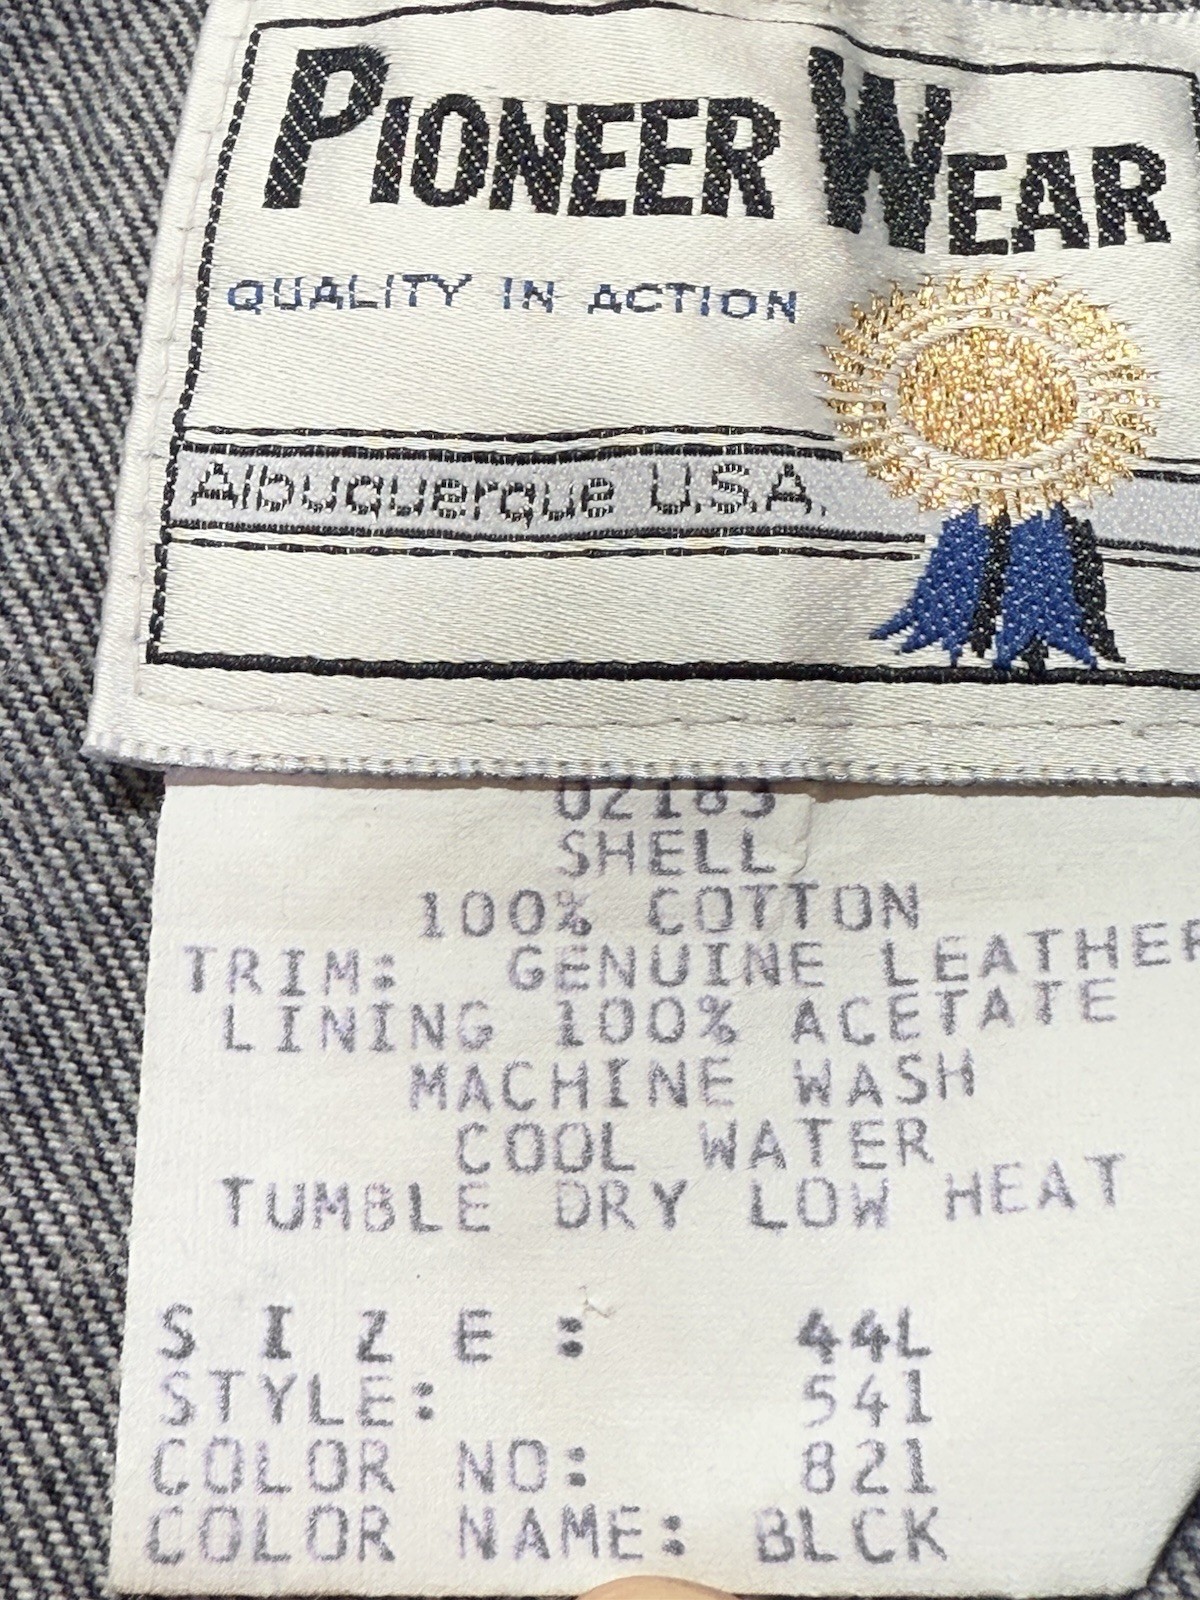 PIONEER WEAR
QUALITY IN ACTION
Albuquerque U.S.A.
02183
SHELL
100% COTTON
TRIM: GENUINE LEATHER
LINING 100% ACETATE
MACHINE WASH
COOL WATER
TUMBLE DRY LOW HEAT
SIZE: 44L
STYLE: 541
COLOR NO: 821
COLOR NAME: BLCK